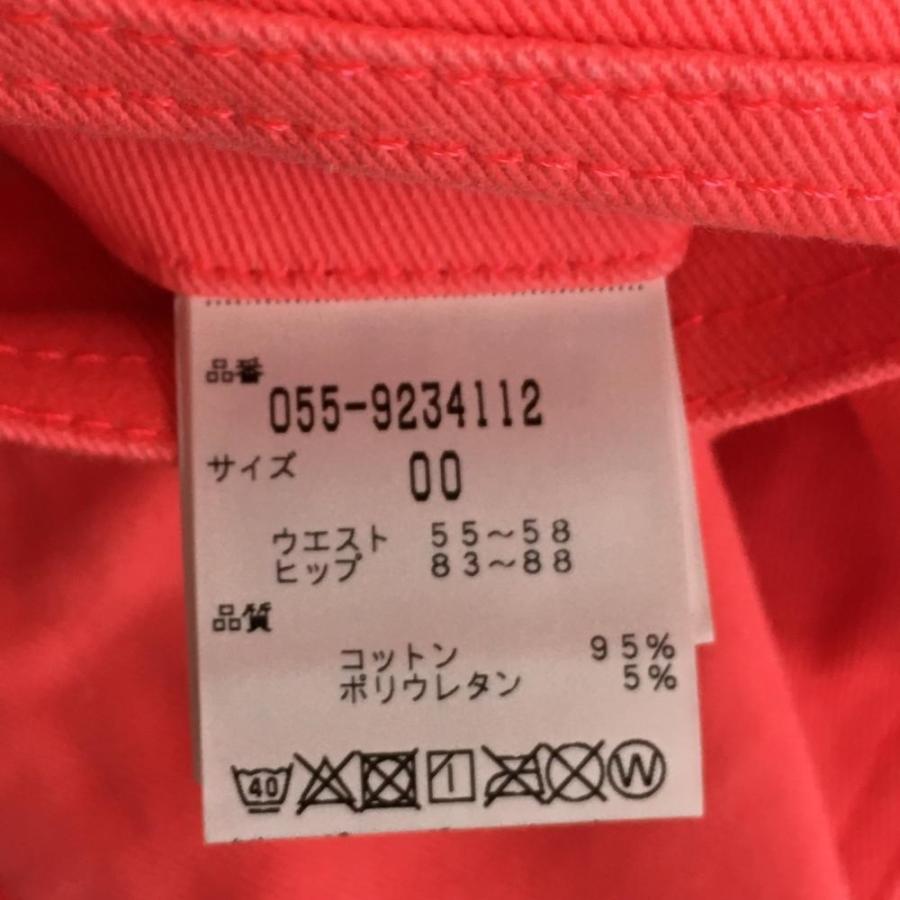 品番
055-9234112
サイズ 00
ウエスト 55~58
ヒップ 83~88
品質
コットン 95%
ポリウレタン 5%
40 W